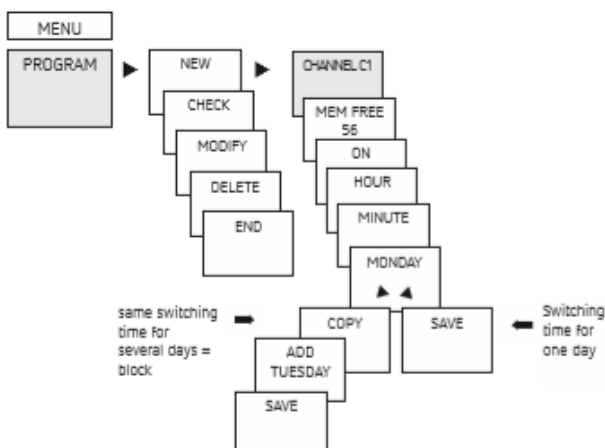 MENU
PROGRAM
NEW
CHECK
MODIFY
DELETE
END
CHANNEL C1
MEM FREE
56
ON
HOUR
MINUTE
MONDAY
COPY
SAVE
ADD
TUESDAY
SAVE
same switching
time for
several days =
block
Switching
time for
one day